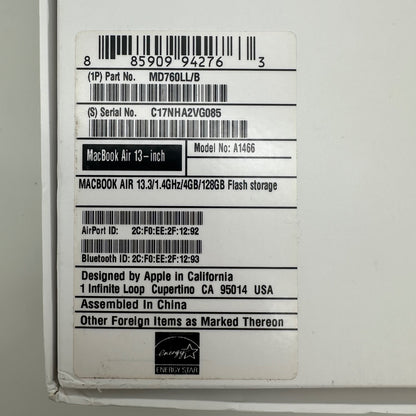 8 85909 94276 3
(1P) Part No. MD760LL/B
(S) Serial No. C17NHA2VG085
MacBook Air 13-inch
Model No: A1466
MACBOOK AIR 13.3/1.4GHz/4GB/128GB Flash storage
AirPort ID: 2C:F0:EE:2F:12:92
Bluetooth ID: 2C:F0:EE:2F:12:93
Designed by Apple in California
1 Infinite Loop Cupertino CA 95014 USA
Assembled In China
Other Foreign Items as Marked Thereon
energy
ENERGY STAR